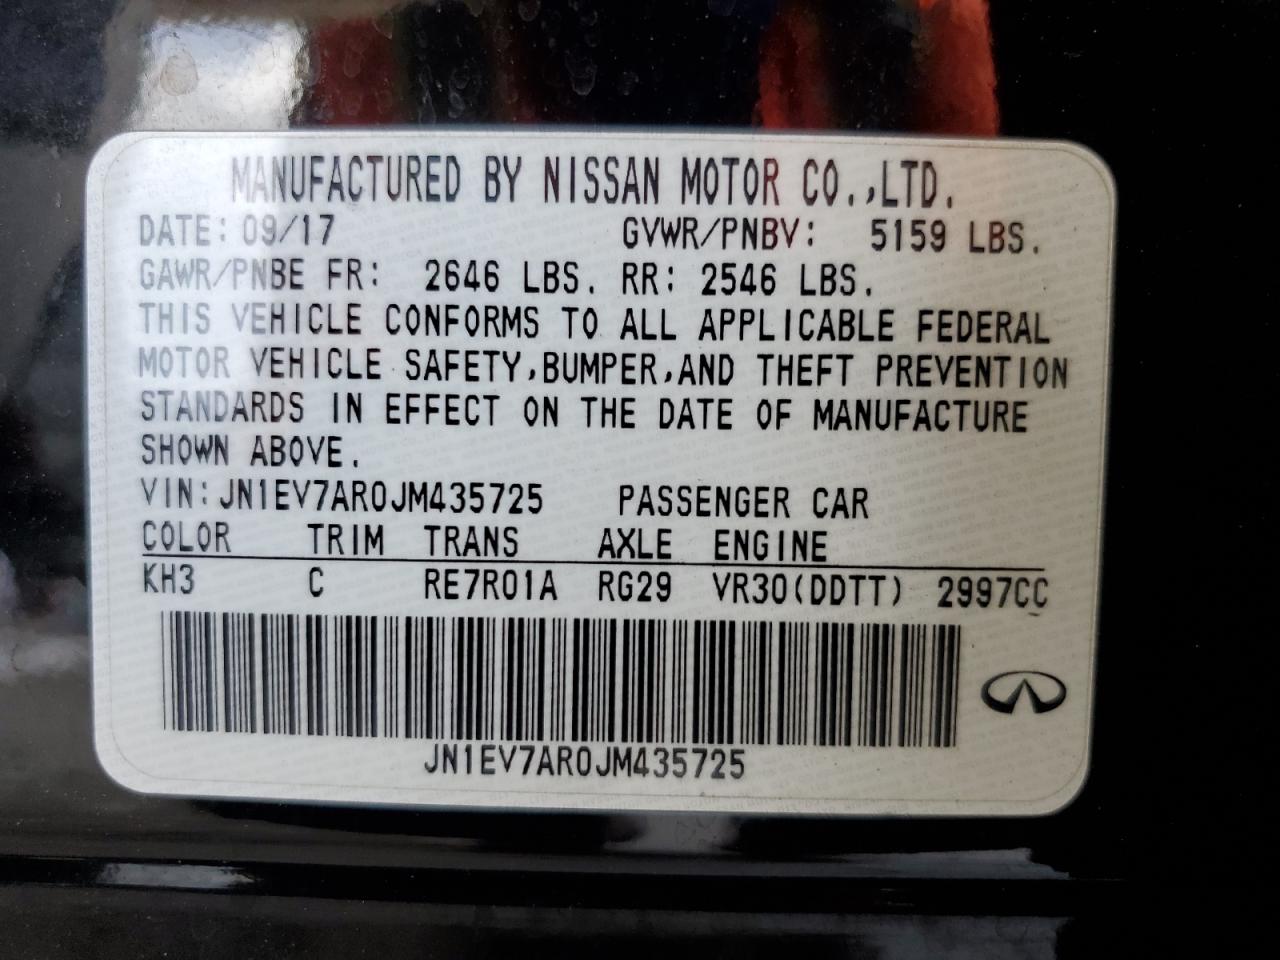 MANUFACTURED BY NISSAN MOTOR CO.,LTD.
DATE: 09/17 GVWR/PNBV: 5159 LBS.
GAWR/PNBE FR: 2646 LBS. RR: 2546 LBS.
THIS VEHICLE CONFORMS TO ALL APPLICABLE FEDERAL
MOTOR VEHICLE SAFETY,BUMPER,AND THEFT PREVENTION
STANDARDS IN EFFECT ON THE DATE OF MANUFACTURE
SHOWN ABOVE.
VIN:JN1EV7AR0JM435725 PASSENGER CAR
COLOR TRIM TRANS AXLE ENGINE
KH3 C RE7R01A RG29 VR30(DDTT) 2997CC
JN1EV7AR0JM435725